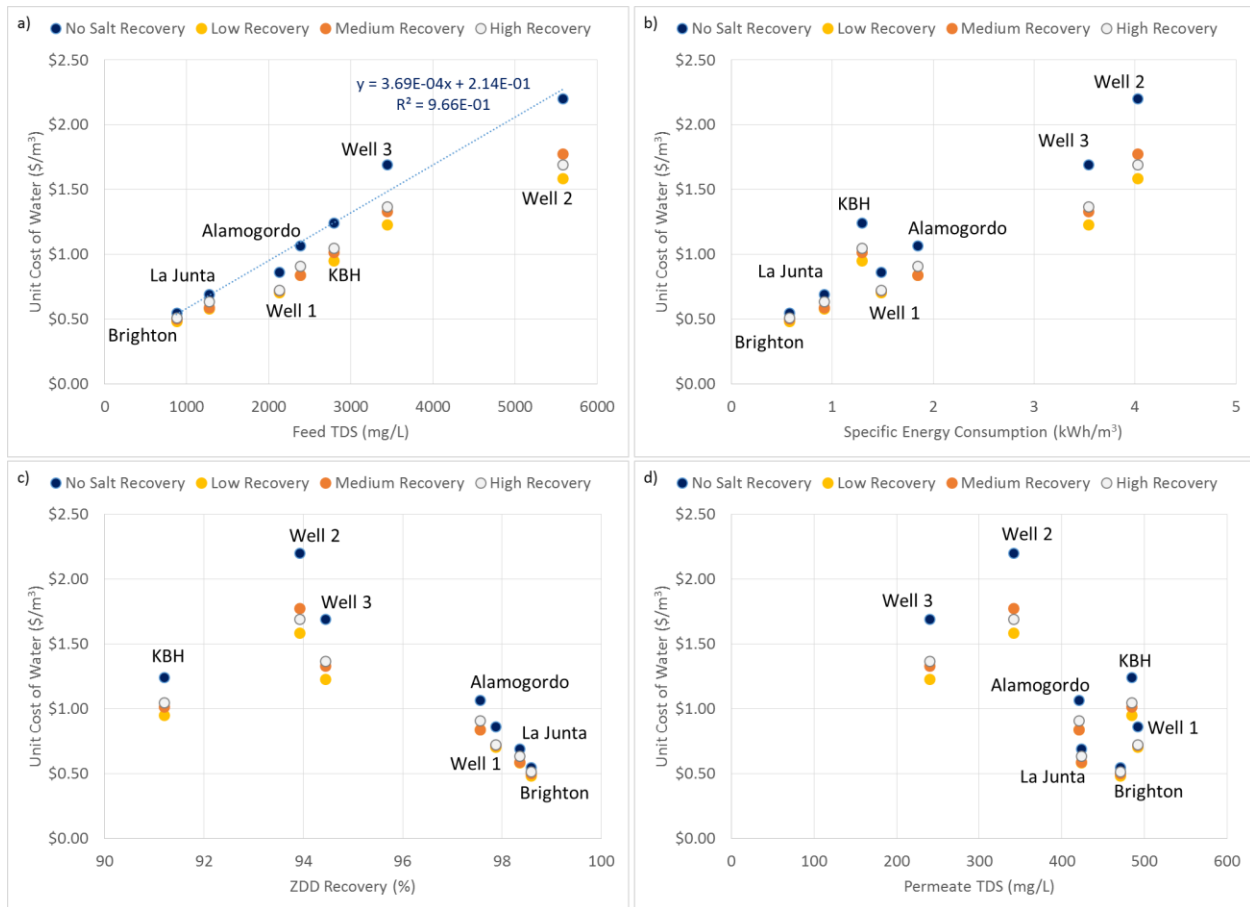 a)
No Salt Recovery Low Recovery Medium Recovery High Recovery
$2.50
y = 3.69E-04x + 2.14E-01
R² = 9.66E-01
$2.00
Well 3
$1.50
Well 2
Alamogordo
$1.00
La Junta
KBH
$0.50
Well 1
Brighton
$0.00
0 1000 2000 3000 4000 5000 6000
Feed TDS (mg/L)
Unit Cost of Water ($/m³)
b)
No Salt Recovery Low Recovery Medium Recovery High Recovery
$2.50
Well 2
$2.00
Well 3
$1.50
KBH
Alamogordo
$1.00
La Junta
Well 1
$0.50
Brighton
$0.00
0 1 2 3 4 5
Specific Energy Consumption (kWh/m³)
Unit Cost of Water ($/m³)
c)
No Salt Recovery Low Recovery Medium Recovery High Recovery
$2.50
Well 2
$2.00
Well 3
$1.50
KBH
Alamogordo
$1.00
La Junta
Well 1
$0.50
Brighton
$0.00
90 92 94 96 98 100
ZDD Recovery (%)
Unit Cost of Water ($/m³)
d)
No Salt Recovery Low Recovery Medium Recovery High Recovery
$2.50
Well 2
$2.00
Well 3
$1.50
KBH
Alamogordo
$1.00
Well 1
La Junta
$0.50
Brighton
$0.00
0 100 200 300 400 500 600
Permeate TDS (mg/L)
Unit Cost of Water ($/m³)